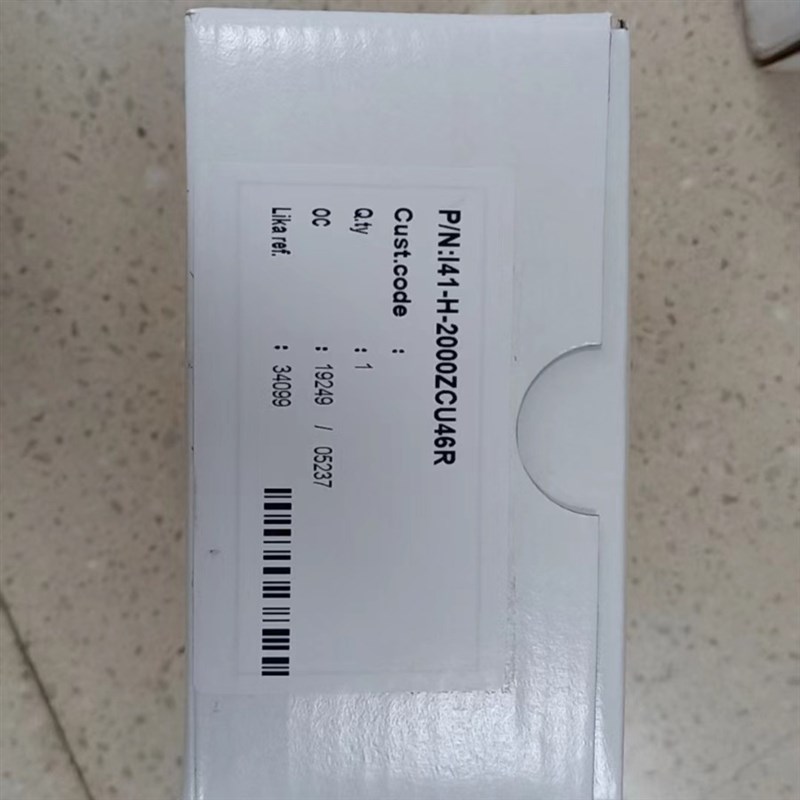 P/N:I41-H-2000ZCU46R
Cust.code :
Q.ty : 1
OC : 19249 / 05237
Lika ref. : 34099